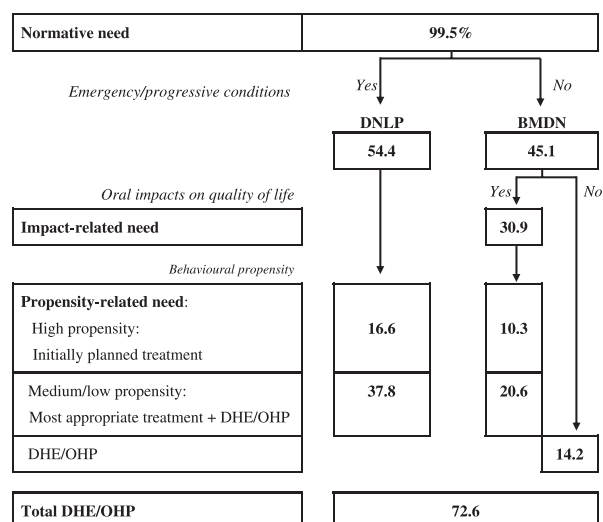 Normative need 99.5%
Emergency/progressive conditions Yes No
DNLP BMDN
54.4 45.1
Oral impacts on quality of life Yes No
Impact-related need 30.9
Behavioural propensity
Propensity-related need:
High propensity: 16.6 10.3
Initially planned treatment
Medium/low propensity: 37.8 20.6
Most appropriate treatment + DHE/OHP
DHE/OHP 14.2
Total DHE/OHP 72.6